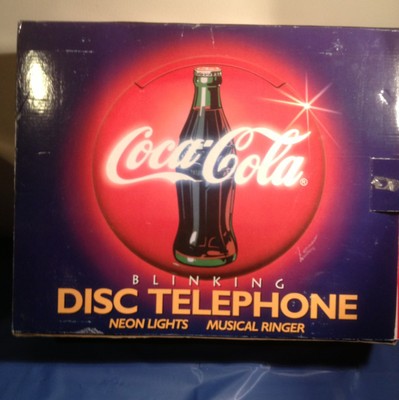 Coca-Cola®
BLINKING
DISC TELEPHONE
NEON LIGHTS MUSICAL RINGER